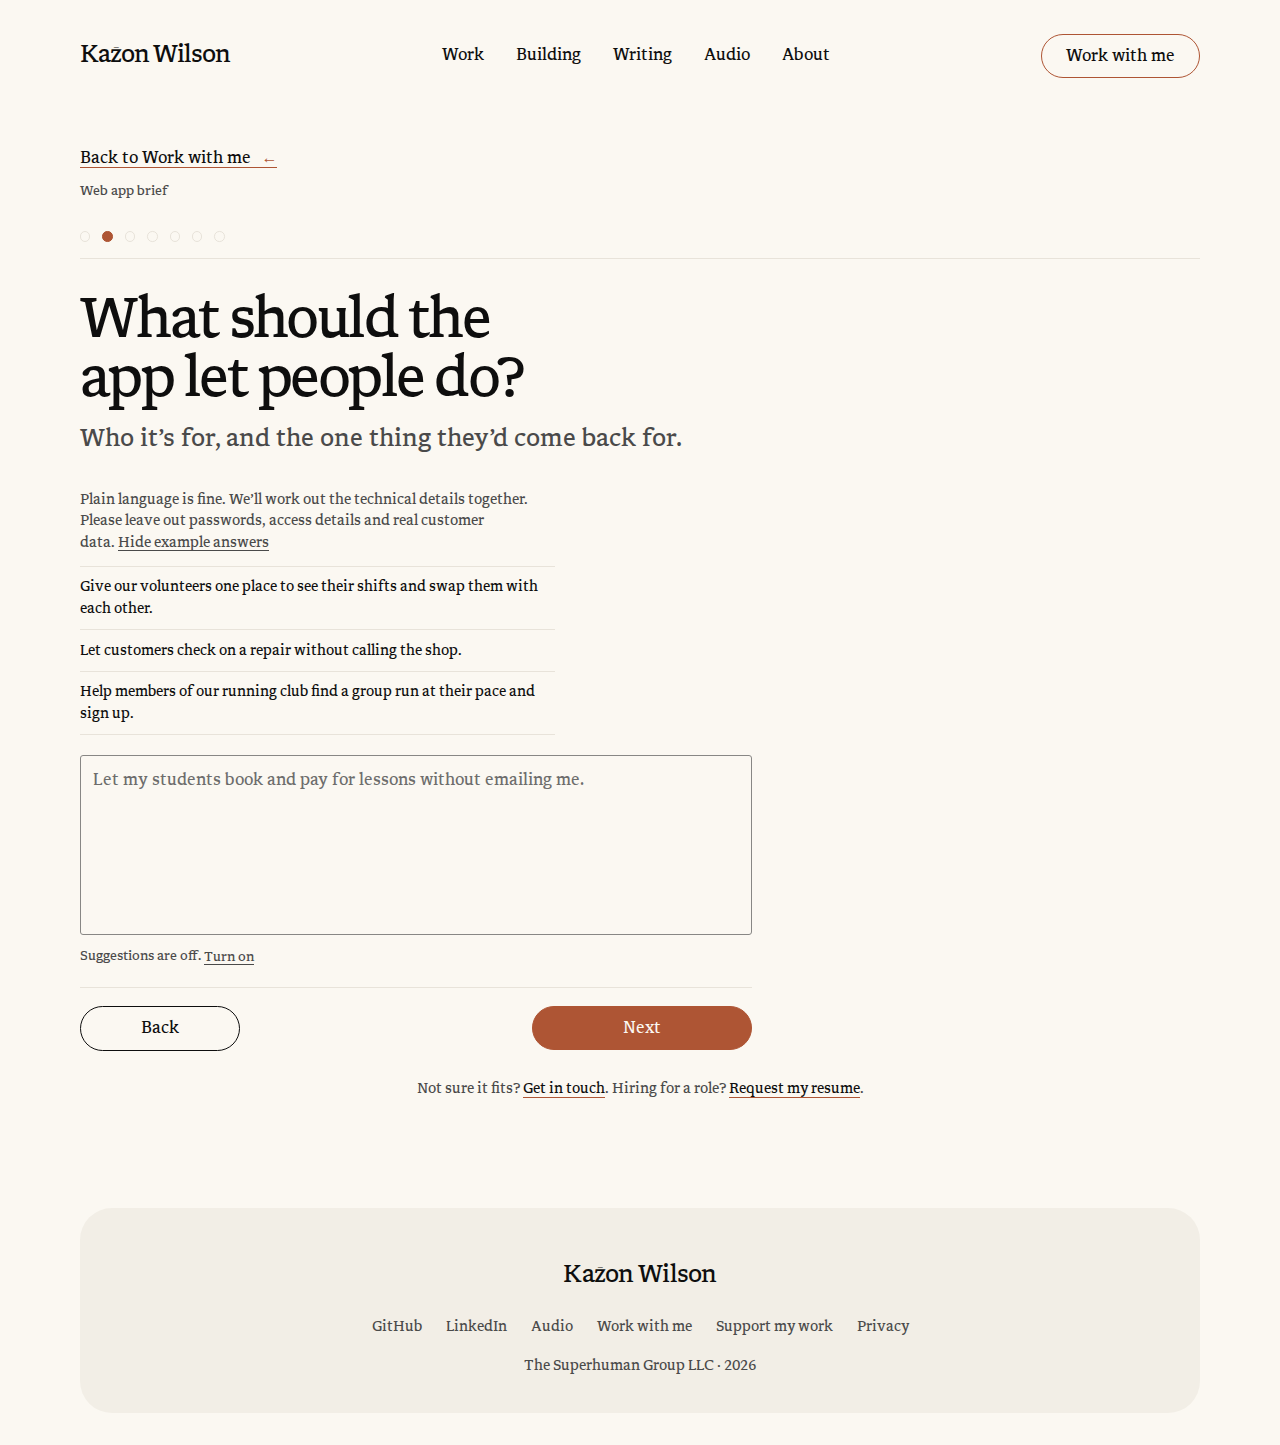 Kažon Wilson
Work Building Writing Audio About
Work with me
Back to Work with me ←
Web app brief
What should the
app let people do?
Who it’s for, and the one thing they’d come back for.
Plain language is fine. We’ll work out the technical details together.
Please leave out passwords, access details and real customer
data. Hide example answers
Give our volunteers one place to see their shifts and swap them with
each other.
Let customers check on a repair without calling the shop.
Help members of our running club find a group run at their pace and
sign up.
Let my students book and pay for lessons without emailing me.
Suggestions are off. Turn on
Back
Next
Not sure it fits? Get in touch. Hiring for a role? Request my resume.
Kažon Wilson
GitHub LinkedIn Audio Work with me Support my work Privacy
The Superhuman Group LLC · 2026